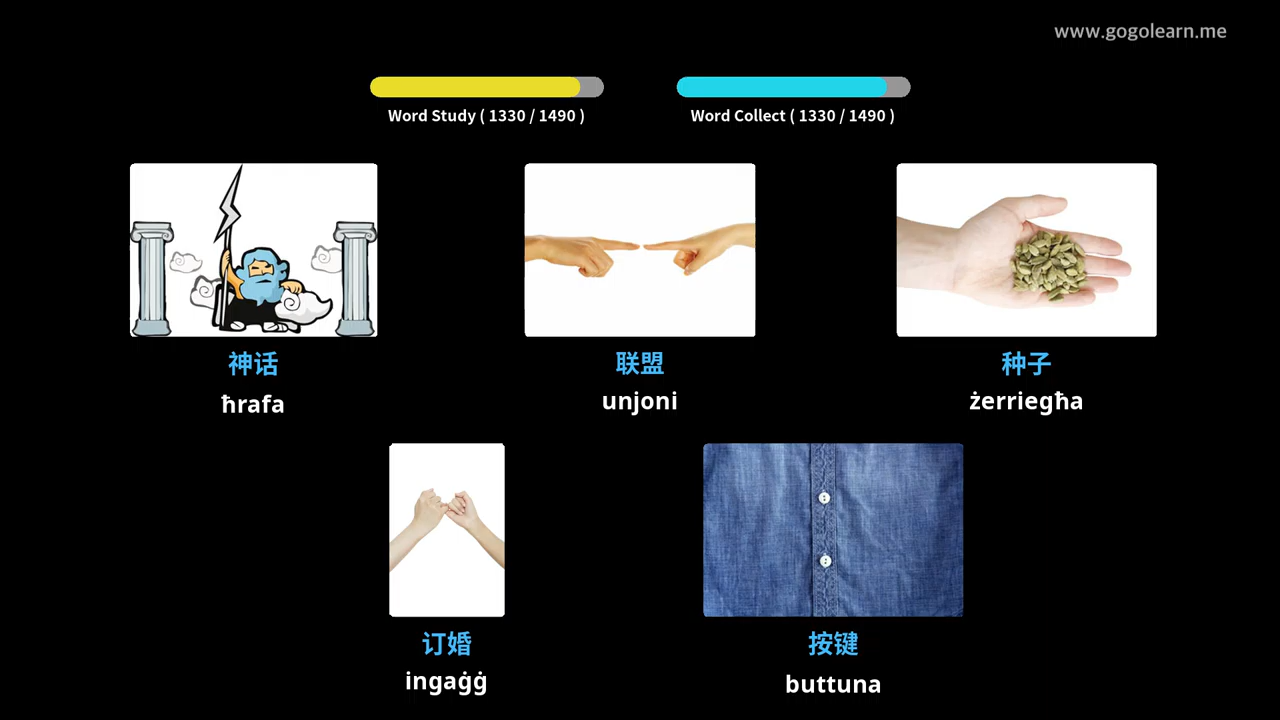 www.gogolearn.me
Word Study ( 1330 / 1490 )
Word Collect ( 1330 / 1490 )
神话
ħrafa
联盟
unjoni
种子
żerriegħa
订婚
ingaġġ
按键
buttuna